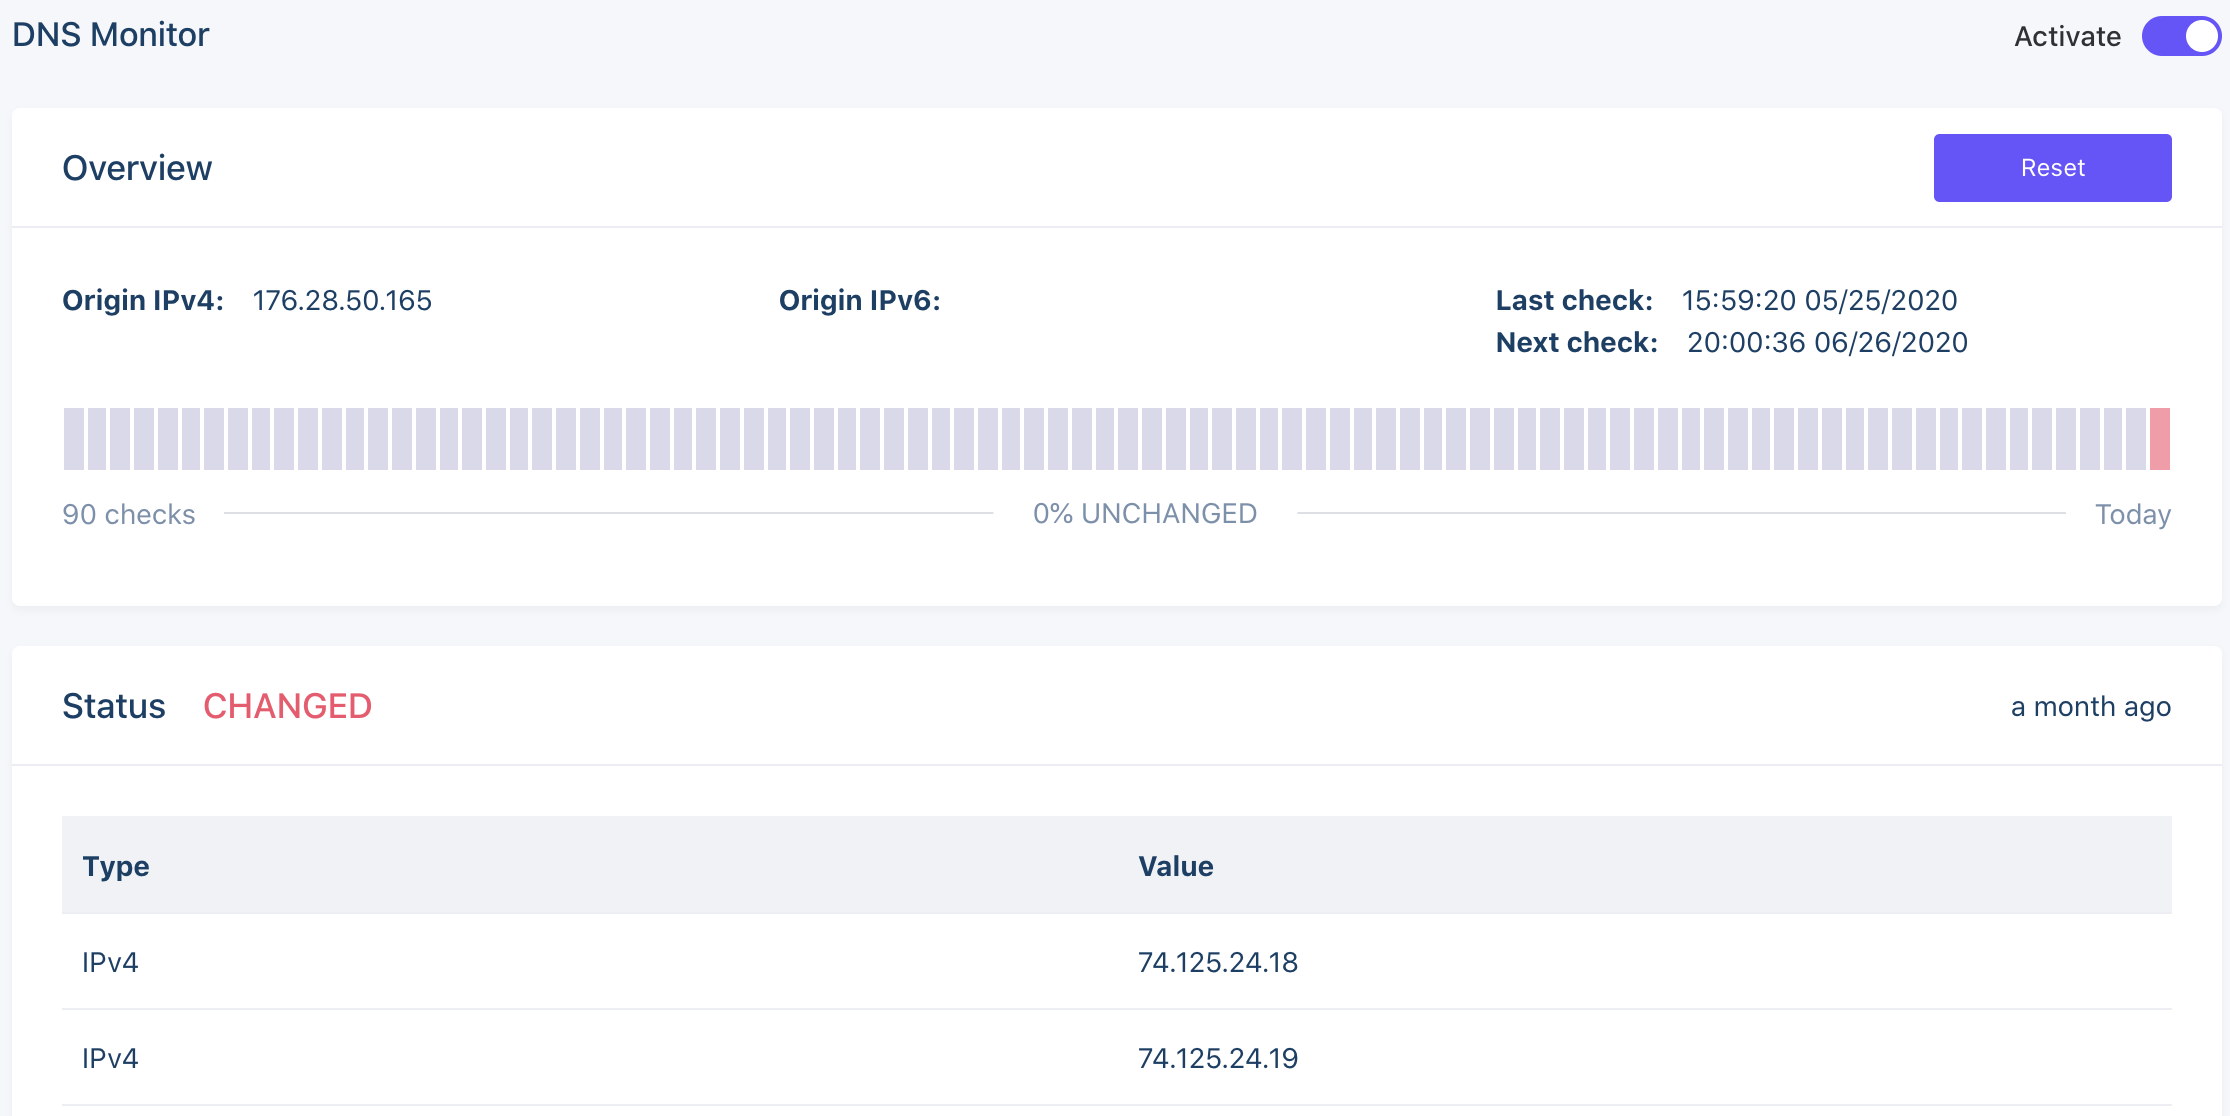 DNS Monitor
Activate
Overview
Reset
Origin IPv4: 176.28.50.165
Origin IPv6:
Last check: 15:59:20 05/25/2020
Next check: 20:00:36 06/26/2020
90 checks
0% UNCHANGED
Today
Status CHANGED
a month ago
Type Value
IPv4 74.125.24.18
IPv4 74.125.24.19